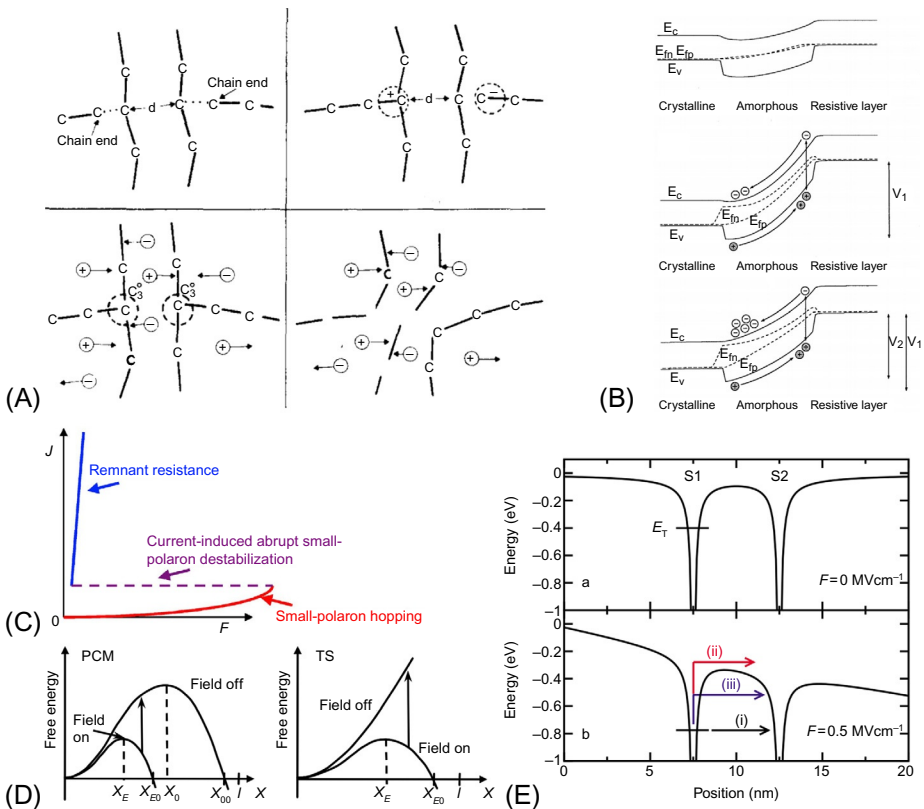 C
C
Chain end
C C C d C C C
Chain end
C C
C C
C C
+ C d C C −
C C
C C
−
C C
+ −
C°3 C°3
C C C C C C
−
+ C C +
−
C C
− +
C C
C C C
+ −
+ −
−
+
(A)
Ec
Efn Efp
Ev
Crystalline Amorphous Resistive layer
Ec
Efn
Efp
Ev
V1
Crystalline Amorphous Resistive layer
Ec
Efn
Efp
Ev
V2 V1
Crystalline Amorphous Resistive layer
(B)
J
Remnant resistance
Current-induced abrupt small-
polaron destabilization
Small-polaron hopping
0
F
(C)
PCM
Free energy
Field
on
Field off
XE XE0 X0 X00 l X
TS
Free energy
Field off
Field on
XE XE0 l X
(D)
S1 S2
0
−0.2
−0.4
−0.6
−0.8
−1
Energy (eV)
ET
a
F=0 MVcm−1
0
−0.2
−0.4
−0.6
−0.8
−1
Energy (eV)
(ii)
(iii)
(i)
b
F=0.5 MVcm−1
0 5 10 15 20
Position (nm)
(E)